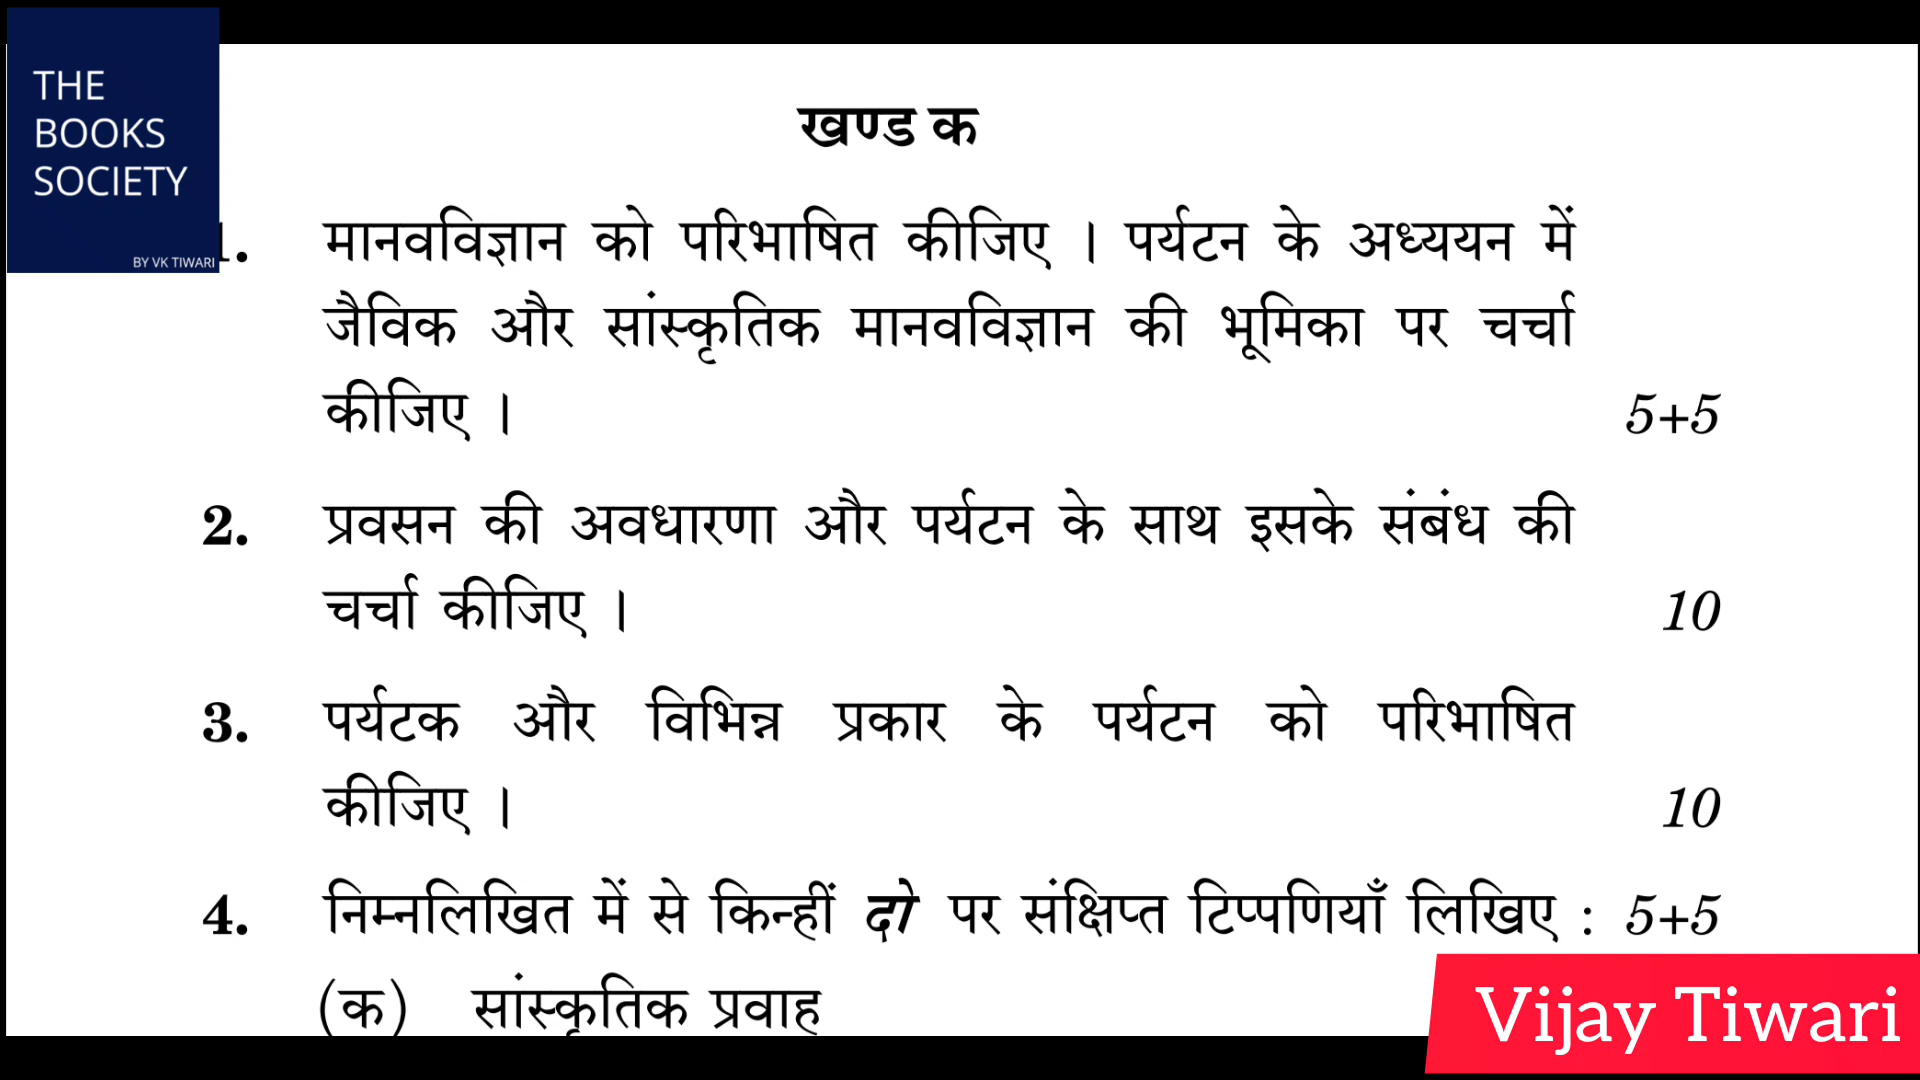 THE
BOOKS
SOCIETY
BY VK TIWARI
खण्ड क
1. मानवविज्ञान को परिभाषित कीजिए । पर्यटन के अध्ययन में
जैविक और सांस्कृतिक मानवविज्ञान की भूमिका पर चर्चा
कीजिए । 5+5
2. प्रवसन की अवधारणा और पर्यटन के साथ इसके संबंध की
चर्चा कीजिए । 10
3. पर्यटक और विभिन्न प्रकार के पर्यटन को परिभाषित
कीजिए । 10
4. निम्नलिखित में से किन्हीं दो पर संक्षिप्त टिप्पणियाँ लिखिए : 5+5
(क) सांस्कृतिक प्रवाह
Vijay Tiwari